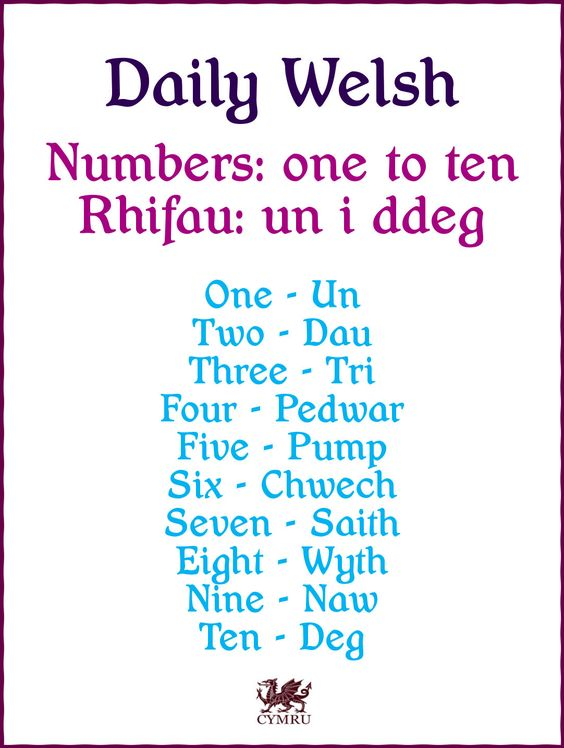 Daily Welsh
Numbers: one to ten
Rhifau: un i ddeg
One - Un
Two - Dau
Three - Tri
Four - Pedwar
Five - Pump
Six - Chwech
Seven - Saith
Eight - Wyth
Nine - Naw
Ten - Deg
CYMRU